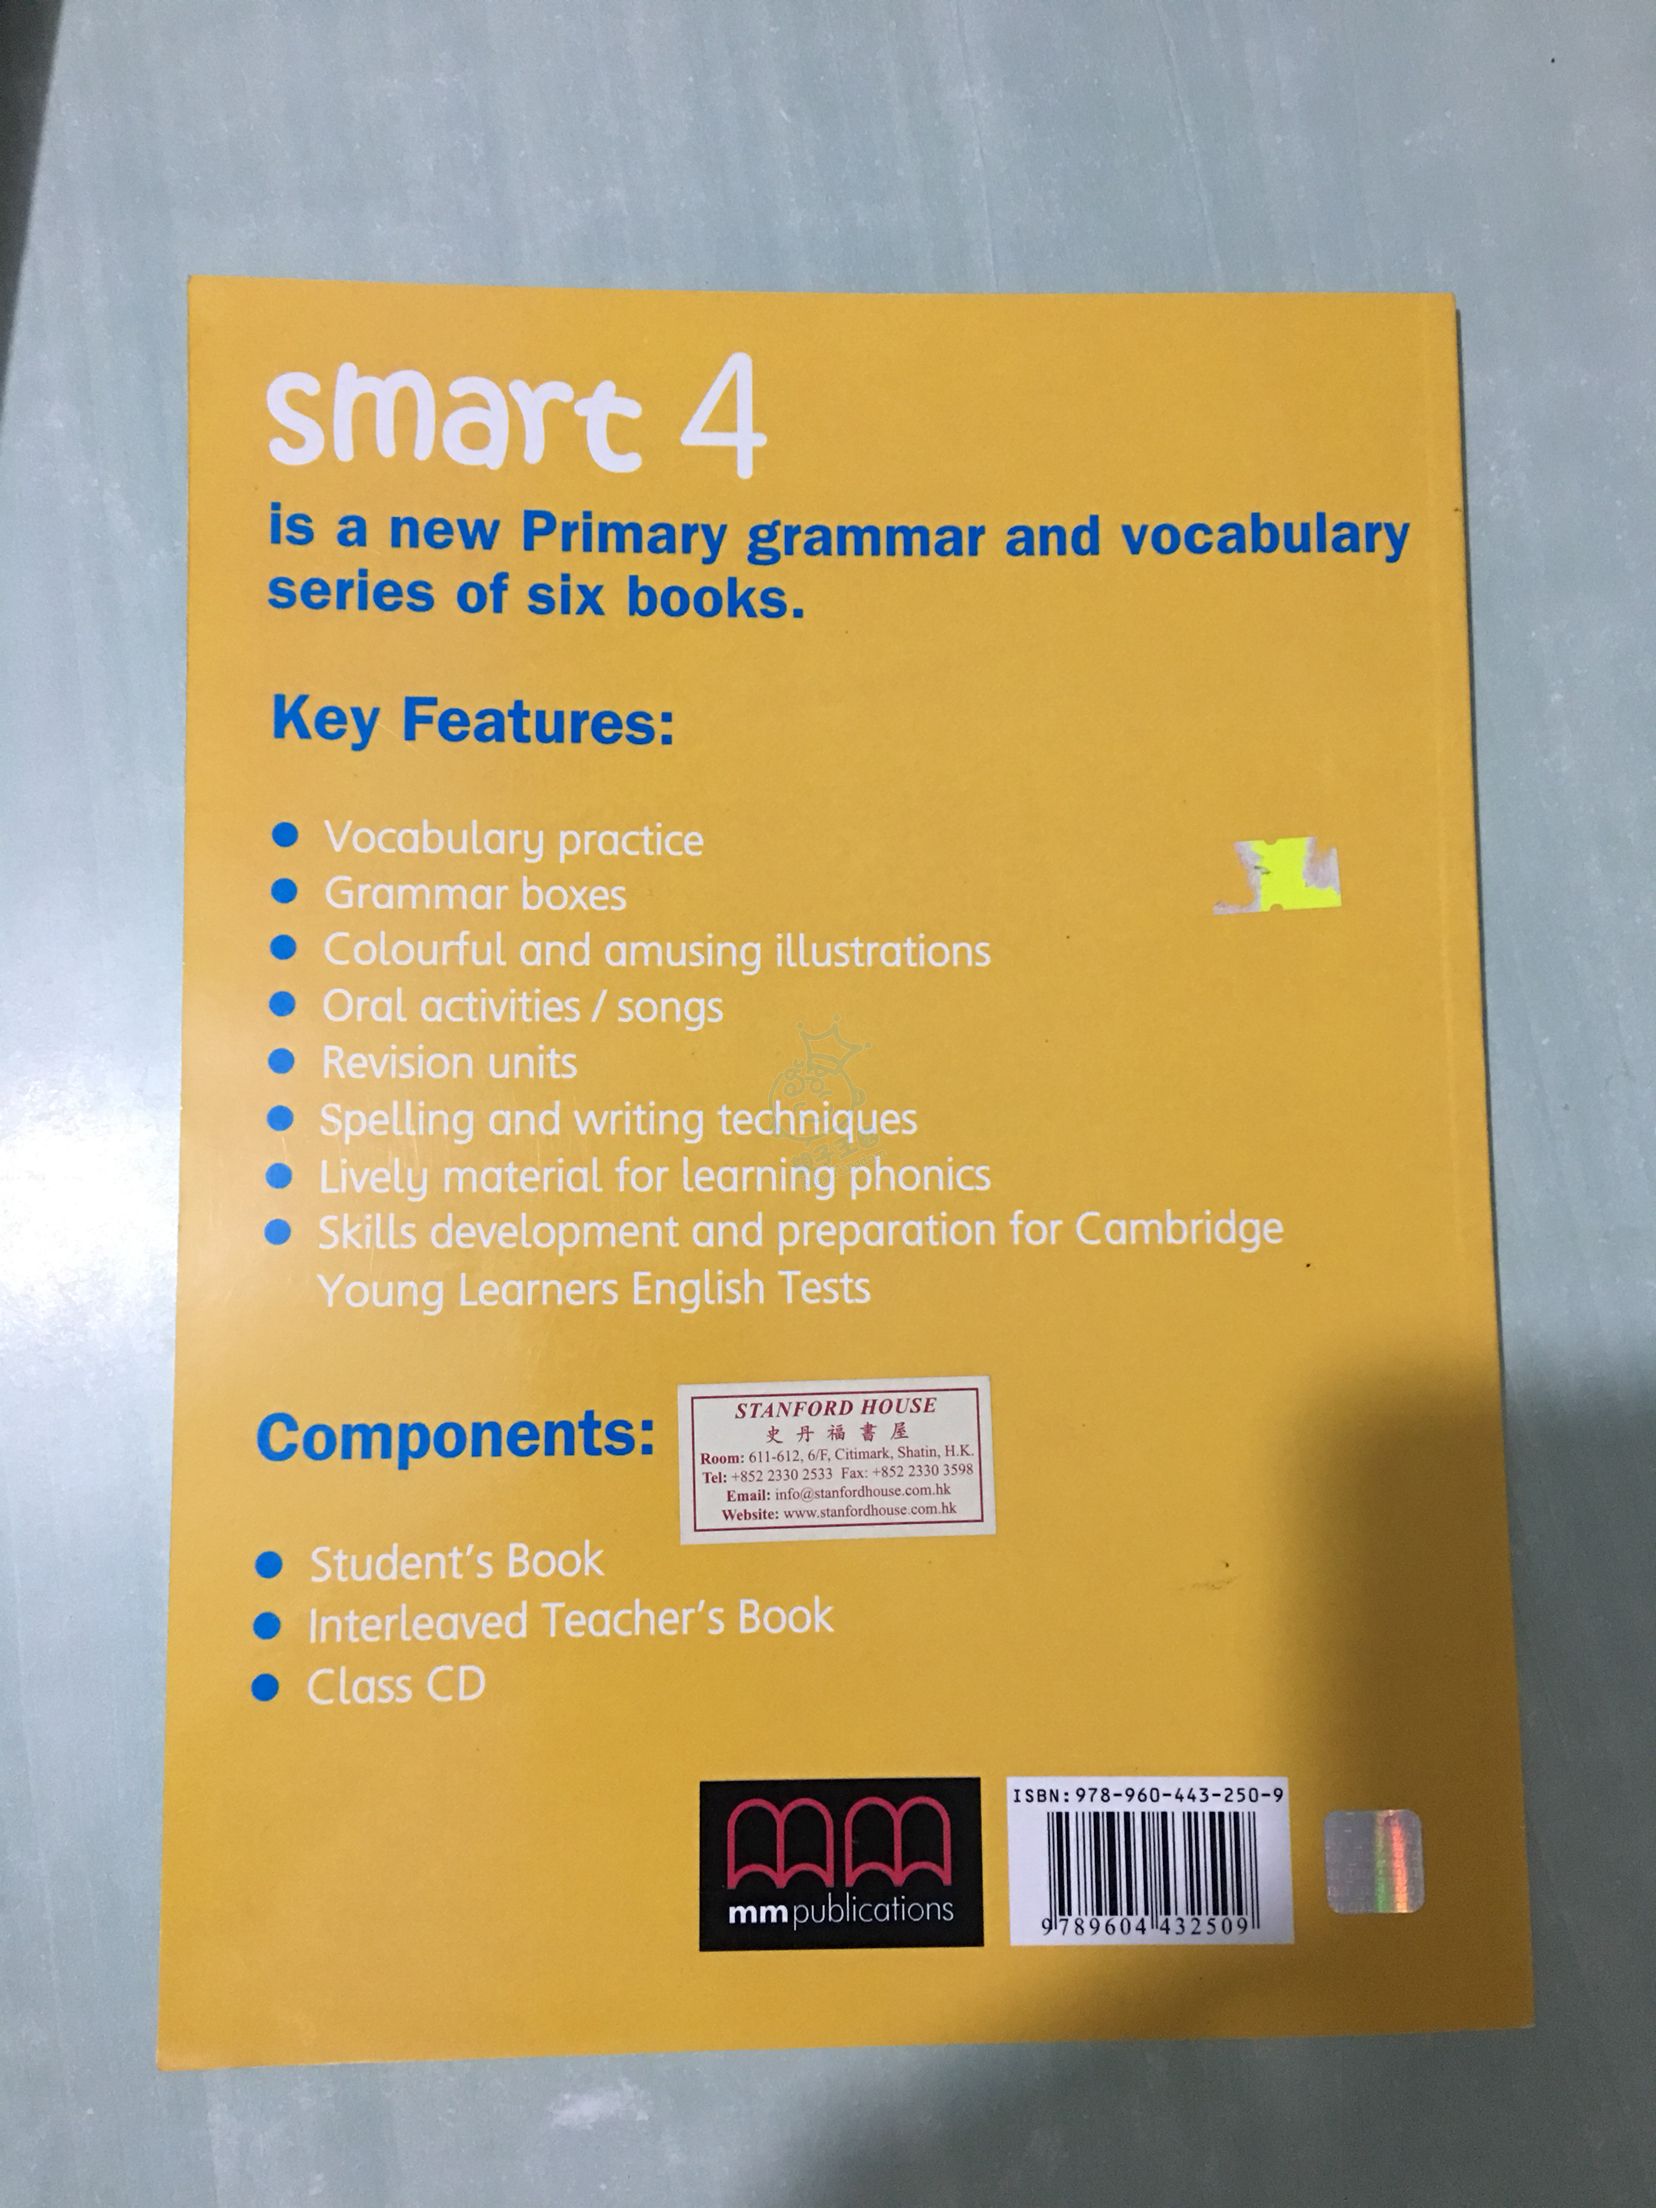 smart 4
is a new Primary grammar and vocabulary
series of six books.
Key Features:
Vocabulary practice
Grammar boxes
Colourful and amusing illustrations
Oral activities / songs
Revision units
Spelling and writing techniques
Lively material for learning phonics
Skills development and preparation for Cambridge
Young Learners English Tests
Components:
STANFORD HOUSE
史丹福書屋
Room: 611-612, 6/F, Citimark, Shatin, H.K.
Tel: +852 2330 2533 Fax: +852 2330 3598
Email: info@stanfordhouse.com.hk
Website: www.stanfordhouse.com.hk
Student's Book
Interleaved Teacher's Book
Class CD
mmpublications
ISBN: 978-960-443-250-9
9789604432509